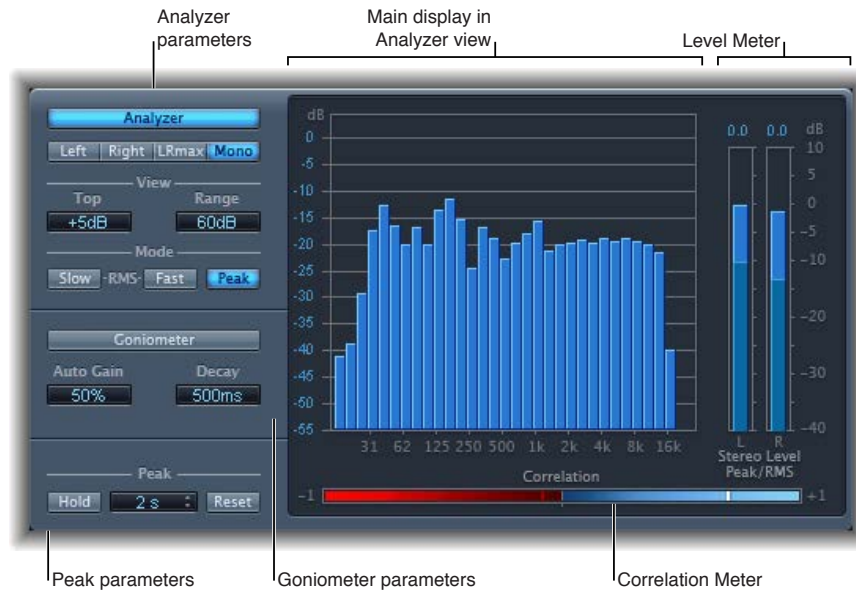 Analyzer
parameters
Main display in
Analyzer view
Level Meter
Analyzer
Left Right LRmax Mono
View
Top Range
+5dB 60dB
Mode
Slow -RMS- Fast Peak
Goniometer
Auto Gain Decay
50% 500ms
Peak
Hold 2 s Reset
dB
0
-5
-10
-15
-20
-25
-30
-35
-40
-45
-50
-55
31 62 125 250 500 1k 2k 4k 8k 16k
Correlation
-1 +1
0.0 0.0 dB
10
5
0
-5
-10
-20
-30
-40
L R
Stereo Level
Peak/RMS
Peak parameters
Goniometer parameters
Correlation Meter